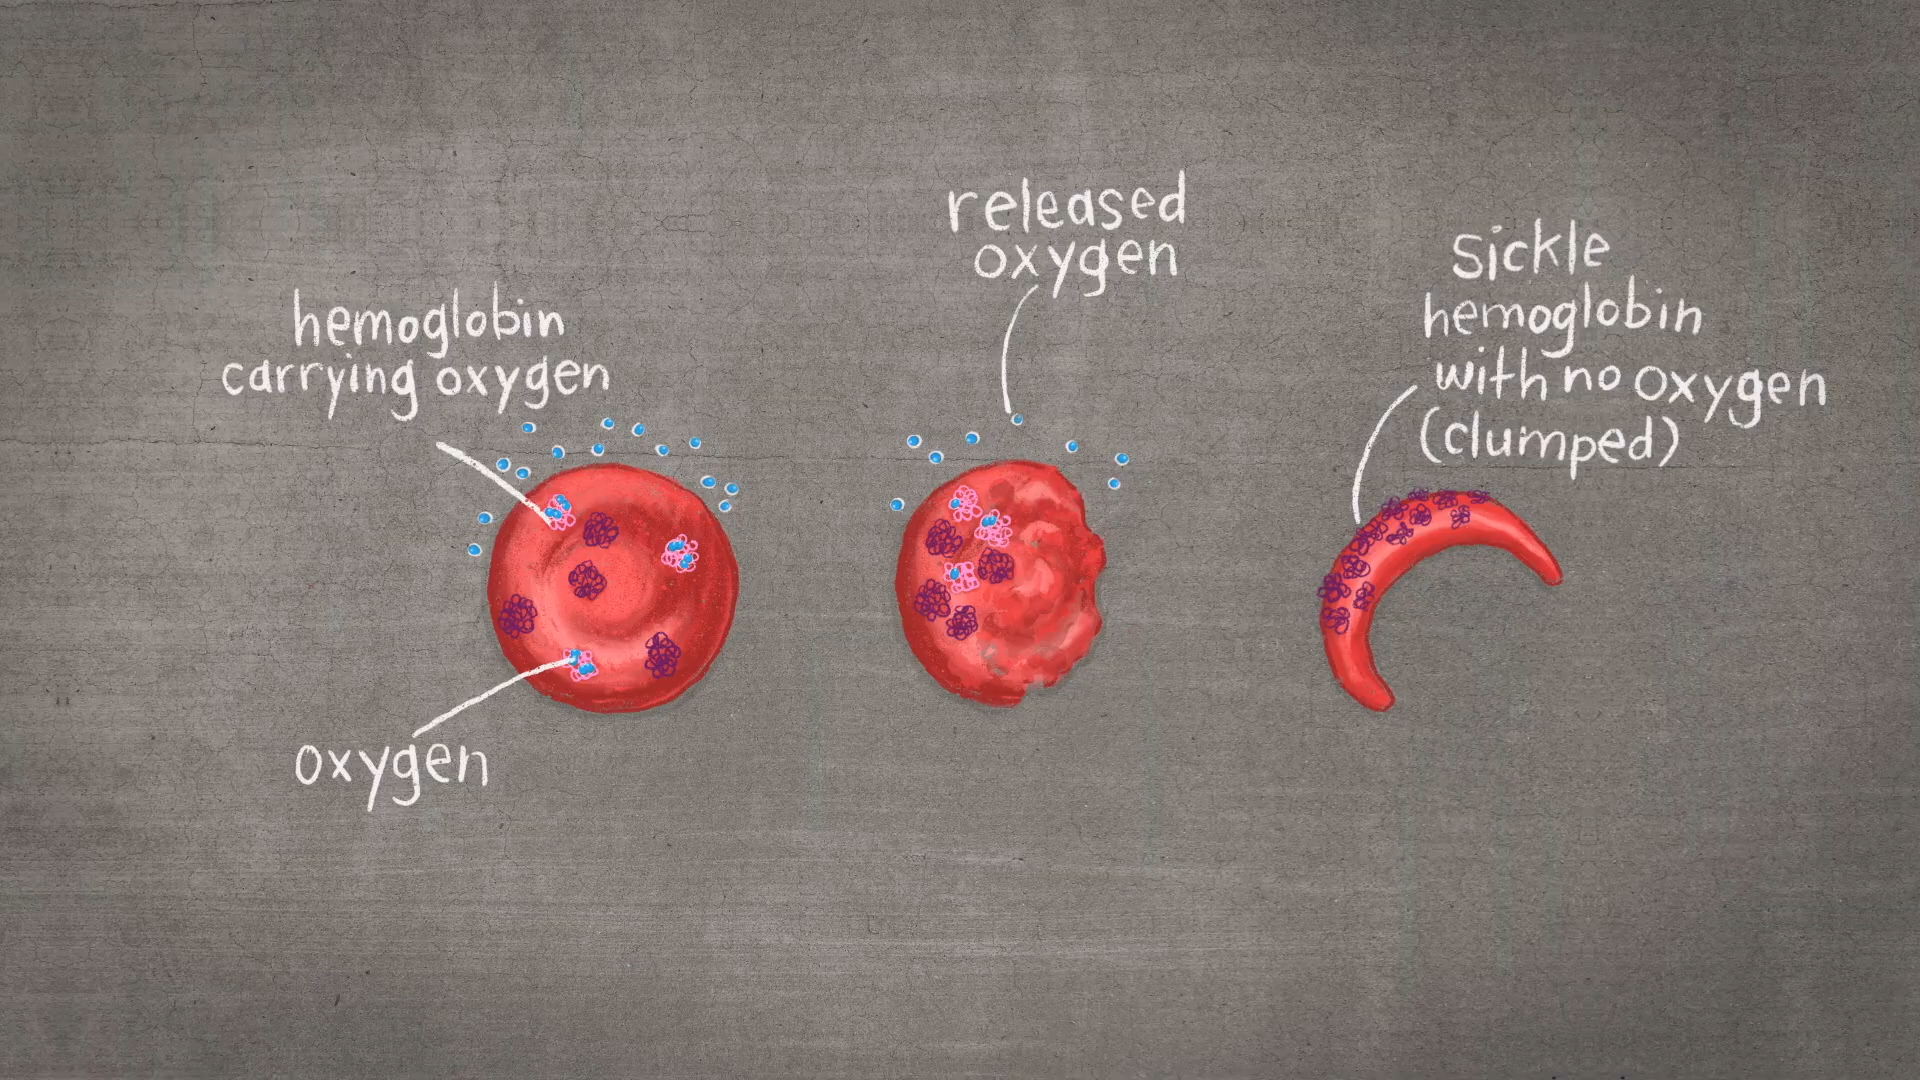 hemoglobin
carrying oxygen
oxygen
released
oxygen
Sickle
hemoglobin
with no oxygen
(clumped)